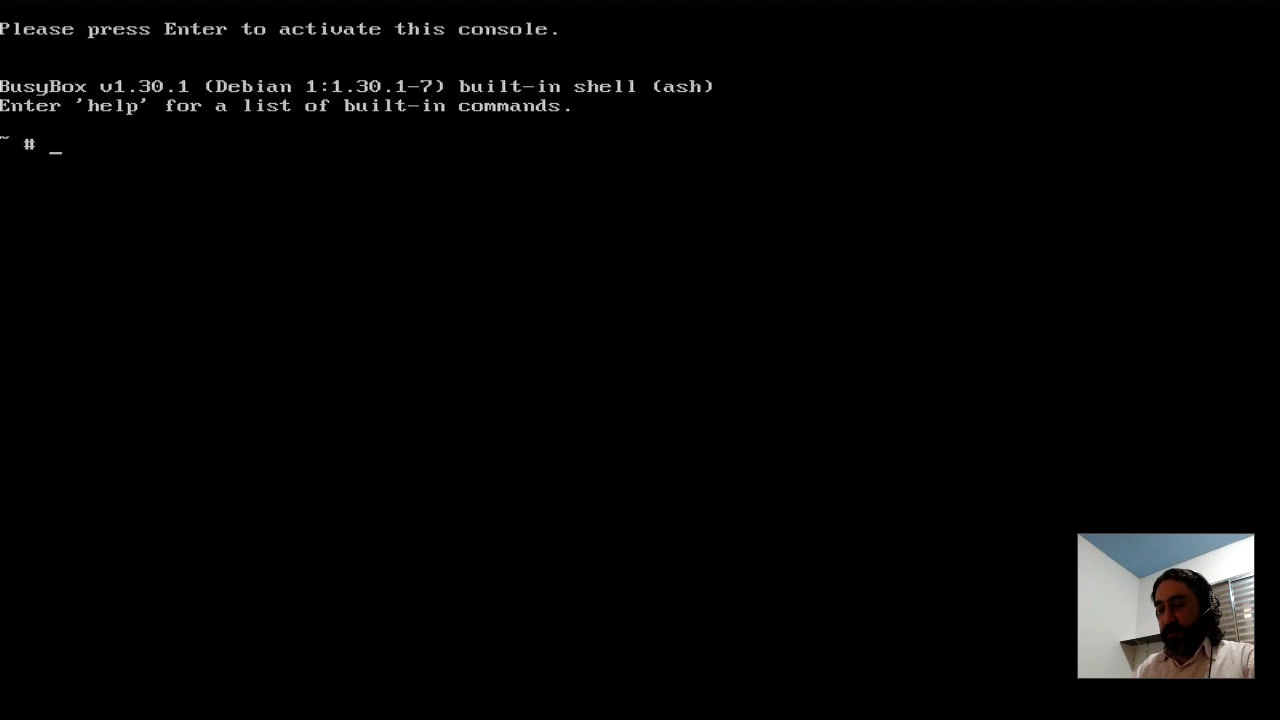 Please press Enter to activate this console.
BusyBox v1.30.1 (Debian 1:1.30.1-7) built-in shell (ash)
Enter 'help' for a list of built-in commands.
~ # _